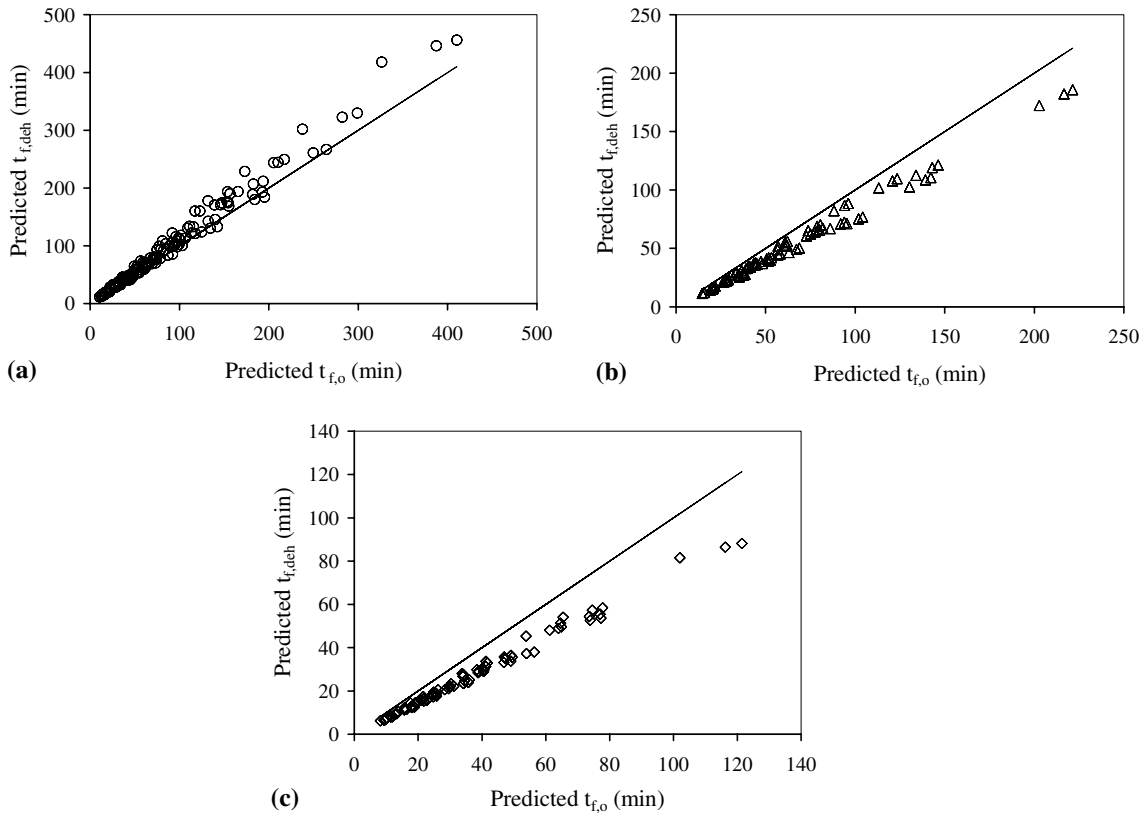 500
400
300
200
100
0
Predicted t f,deh (min)
0 100 200 300 400 500
Predicted t f,o (min)
(a)
250
200
150
100
50
0
Predicted t f,deh (min)
0 50 100 150 200 250
Predicted t f,o (min)
(b)
140
120
100
80
60
40
20
0
Predicted t f,deh (min)
0 20 40 60 80 100 120 140
Predicted t f,o (min)
(c)